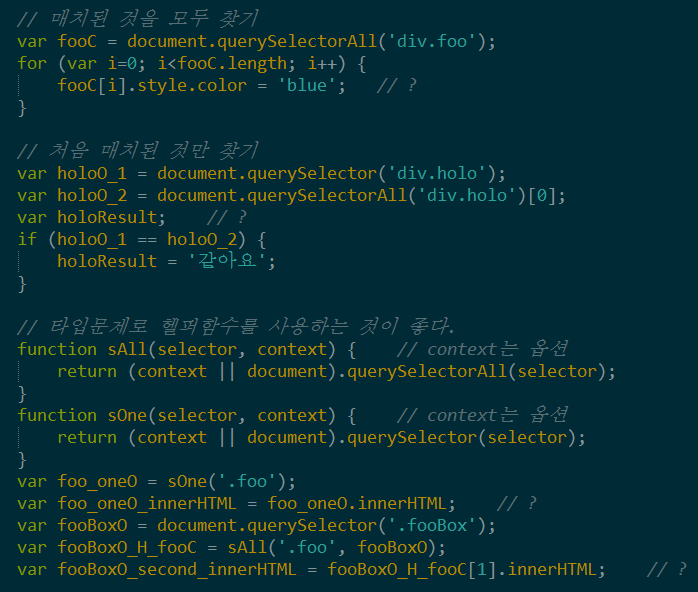 // 매치된 것을 모두 찾기
var fooC = document.querySelectorAll('div.foo');
for (var i=0; i<fooC.length; i++) {
    fooC[i].style.color = 'blue';   // ?
}

// 처음 매치된 것만 찾기
var holoO_1 = document.querySelector('div.holo');
var holoO_2 = document.querySelectorAll('div.holo')[0];
var holoResult;    // ?
if (holoO_1 == holoO_2) {
    holoResult = '같아요';
}

// 타입문제로 헬퍼함수를 사용하는 것이 좋다.
function sAll(selector, context) {    // context는 옵션
    return (context || document).querySelectorAll(selector);
}
function sOne(selector, context) {    // context는 옵션
    return (context || document).querySelector(selector);
}
var foo_oneO = sOne('.foo');
var foo_oneO_innerHTML = foo_oneO.innerHTML;    // ?
var fooBoxO = document.querySelector('.fooBox');
var fooBoxO_H_fooC = sAll('.foo', fooBoxO);
var fooBoxO_second_innerHTML = fooBoxO_H_fooC[1].innerHTML;    // ?